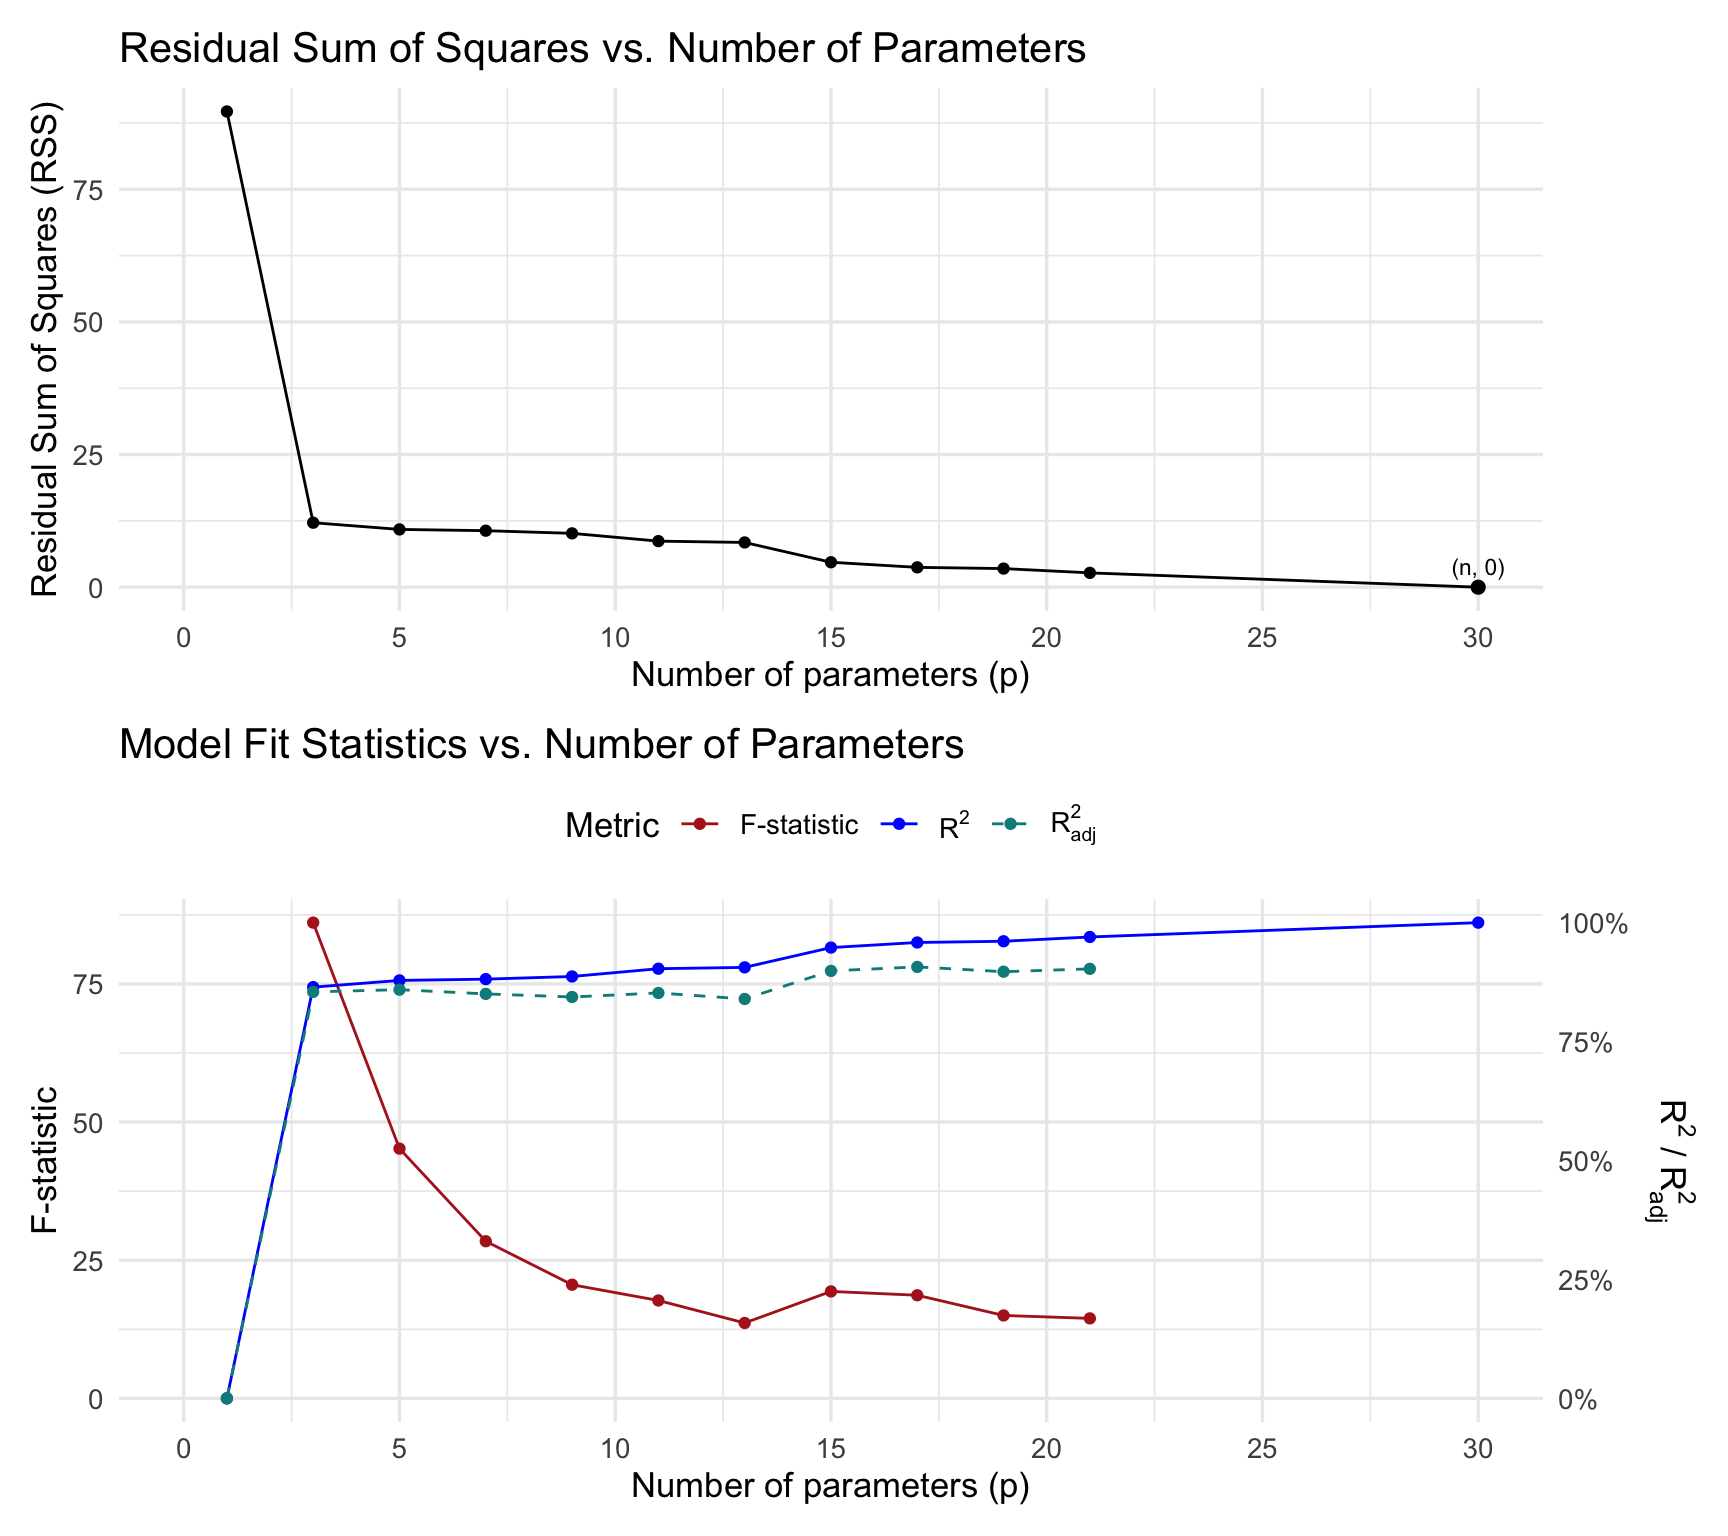 Residual Sum of Squares vs. Number of Parameters
Residual Sum of Squares (RSS)
75
50
25
0
(n, 0)
0 5 10 15 20 25 30
Number of parameters (p)
Model Fit Statistics vs. Number of Parameters
Metric F-statistic R² R²adj
F-statistic
75
50
25
0
100%
75%
50%
25%
0%
R² / R²adj
0 5 10 15 20 25 30
Number of parameters (p)